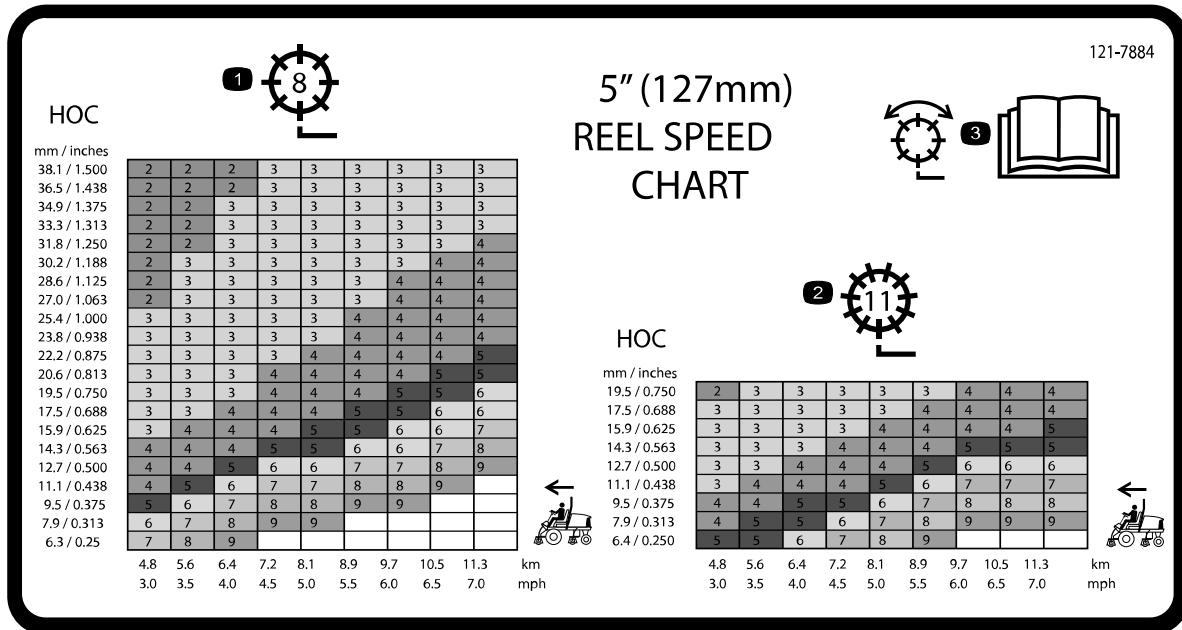 121-7884
5” (127mm)
REEL SPEED
CHART
1
8
HOC
mm / inches
38.1 / 1.500 2 2 2 3 3 3 3 3 3
36.5 / 1.438 2 2 2 3 3 3 3 3 3
34.9 / 1.375 2 2 3 3 3 3 3 3 3
33.3 / 1.313 2 2 3 3 3 3 3 3 3
31.8 / 1.250 2 2 3 3 3 3 3 3 4
30.2 / 1.188 2 3 3 3 3 3 3 4 4
28.6 / 1.125 2 3 3 3 3 3 4 4 4
27.0 / 1.063 2 3 3 3 3 3 4 4 4
25.4 / 1.000 3 3 3 3 3 4 4 4 4
23.8 / 0.938 3 3 3 3 3 4 4 4 4
22.2 / 0.875 3 3 3 3 4 4 4 4 5
20.6 / 0.813 3 3 3 4 4 4 4 5 5
19.5 / 0.750 3 3 3 4 4 4 5 5 6
17.5 / 0.688 3 3 4 4 4 5 5 6 6
15.9 / 0.625 3 4 4 4 5 5 6 6 7
14.3 / 0.563 4 4 4 5 5 6 6 7 8
12.7 / 0.500 4 4 5 6 6 7 7 8 9
11.1 / 0.438 4 5 6 7 7 8 8 9
9.5 / 0.375 5 6 7 8 8 9 9
7.9 / 0.313 6 7 8 9 9
6.3 / 0.25 7 8 9
4.8 5.6 6.4 7.2 8.1 8.9 9.7 10.5 11.3 km
3.0 3.5 4.0 4.5 5.0 5.5 6.0 6.5 7.0 mph
3
2
11
HOC
mm / inches
19.5 / 0.750 2 3 3 3 3 3 4 4 4
17.5 / 0.688 3 3 3 3 3 4 4 4 4
15.9 / 0.625 3 3 3 3 4 4 4 4 5
14.3 / 0.563 3 3 3 4 4 4 5 5 5
12.7 / 0.500 3 3 4 4 4 5 6 6 6
11.1 / 0.438 3 4 4 4 5 6 7 7 7
9.5 / 0.375 4 4 5 5 6 7 8 8 8
7.9 / 0.313 4 5 5 6 7 8 9 9 9
6.4 / 0.250 5 5 6 7 8 9
4.8 5.6 6.4 7.2 8.1 8.9 9.7 10.5 11.3 km
3.0 3.5 4.0 4.5 5.0 5.5 6.0 6.5 7.0 mph